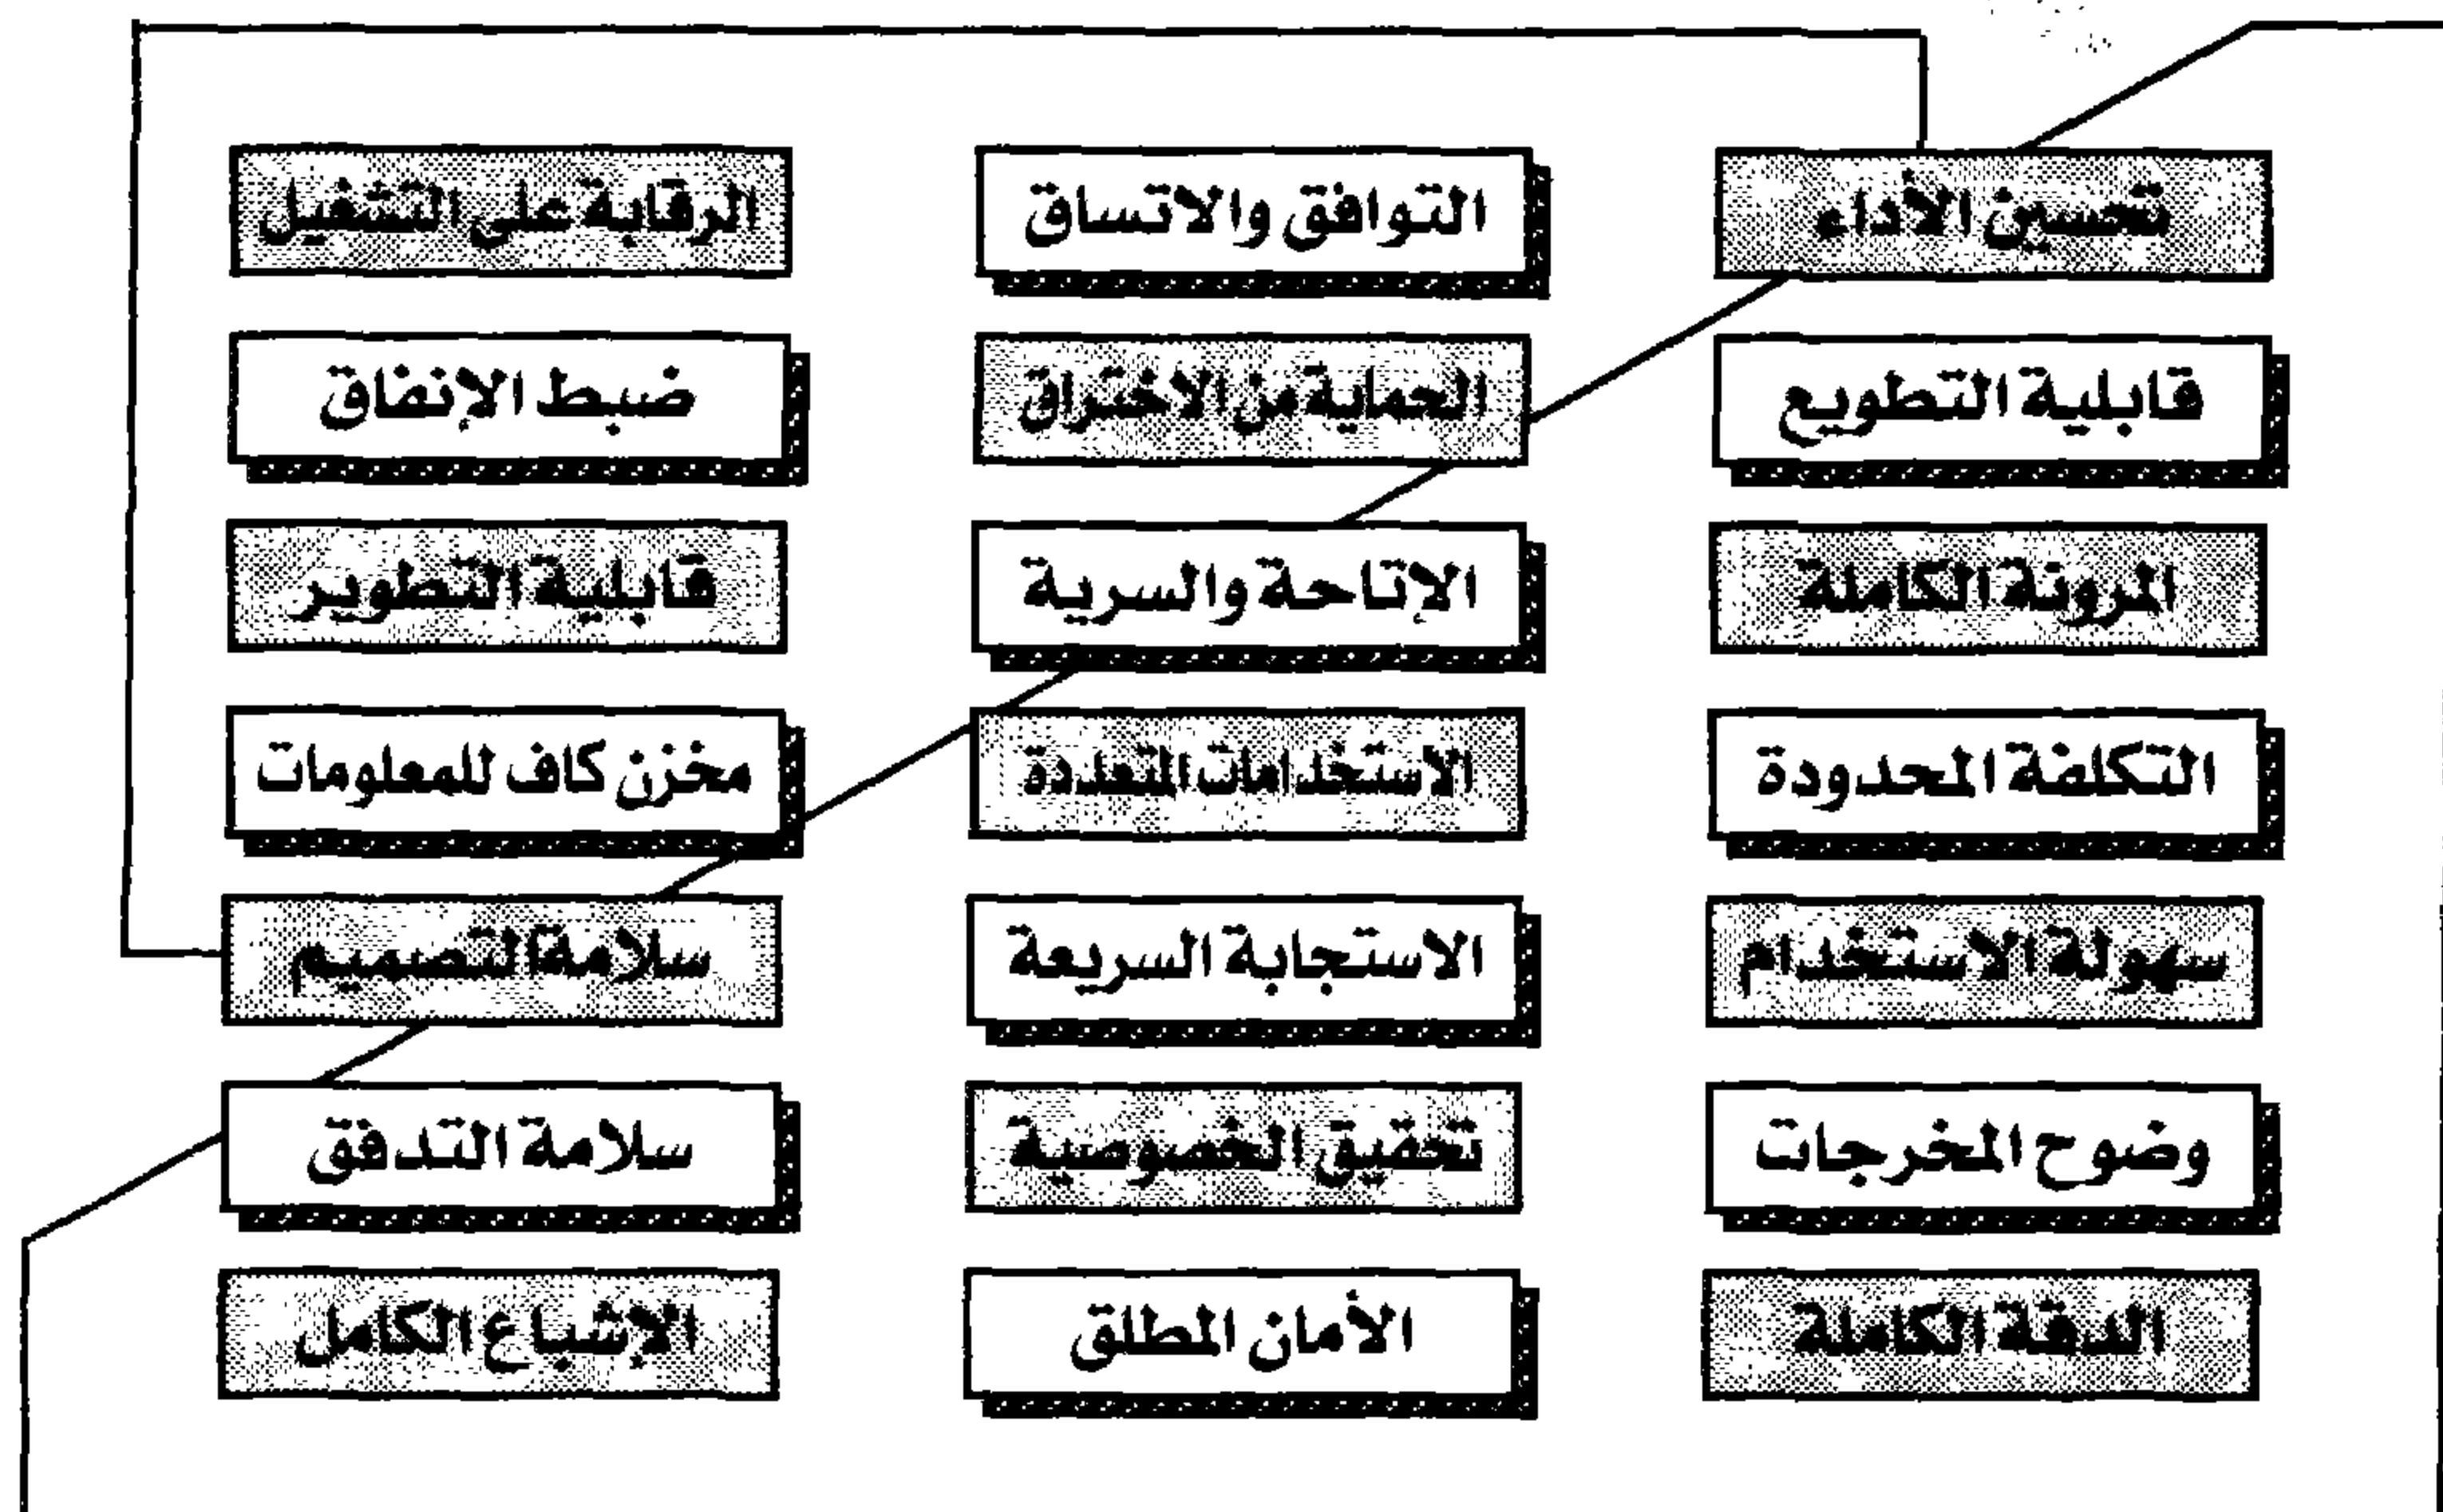 تحسين الأداء
التوافق والاتساق
الرقابة على التشغيل
قابلية التطويع
الحماية من الاختراق
ضبط الإنفاق
المرونة الكاملة
الإتاحة والسرية
قابلية التطوير
التكلفة المحدودة
الاستخدامات المتعددة
مخزن كاف للمعلومات
سهولة الاستخدام
الاستجابة السريعة
سلامة التصميم
وضوح المخرجات
تحقيق الخصوصية
سلامة التدفق
الدقة الكاملة
الأمان المطلق
الإشباع الكامل